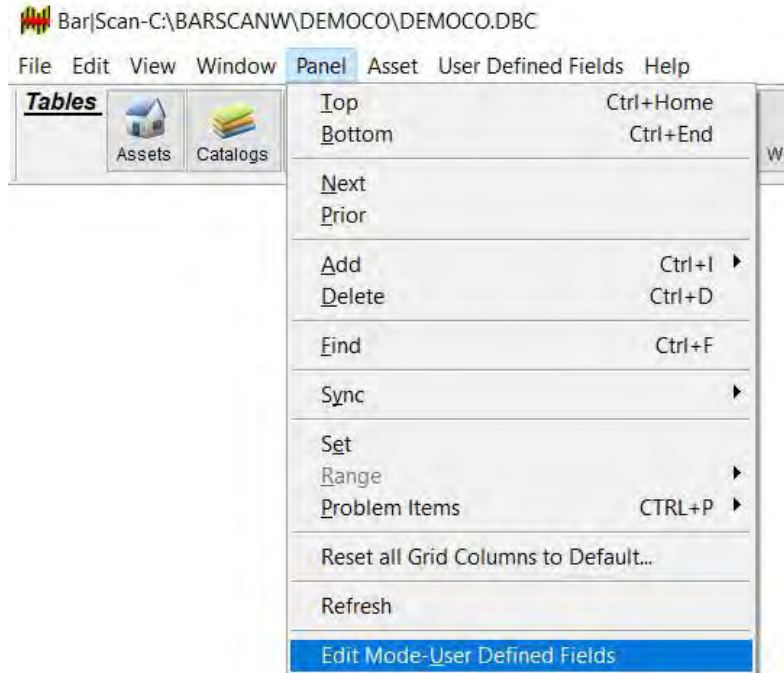 Bar|Scan-C:\BARSCANW\DEMOCO\DEMOCO.DBC
File Edit View Window Panel Asset User Defined Fields Help
Tables
Assets Catalogs
Top Ctrl+Home
Bottom Ctrl+End
Next
Prior
Add Ctrl+I
Delete Ctrl+D
Find Ctrl+F
Sync
Set
Range
Problem Items CTRL+P
Reset all Grid Columns to Default...
Refresh
Edit Mode-User Defined Fields